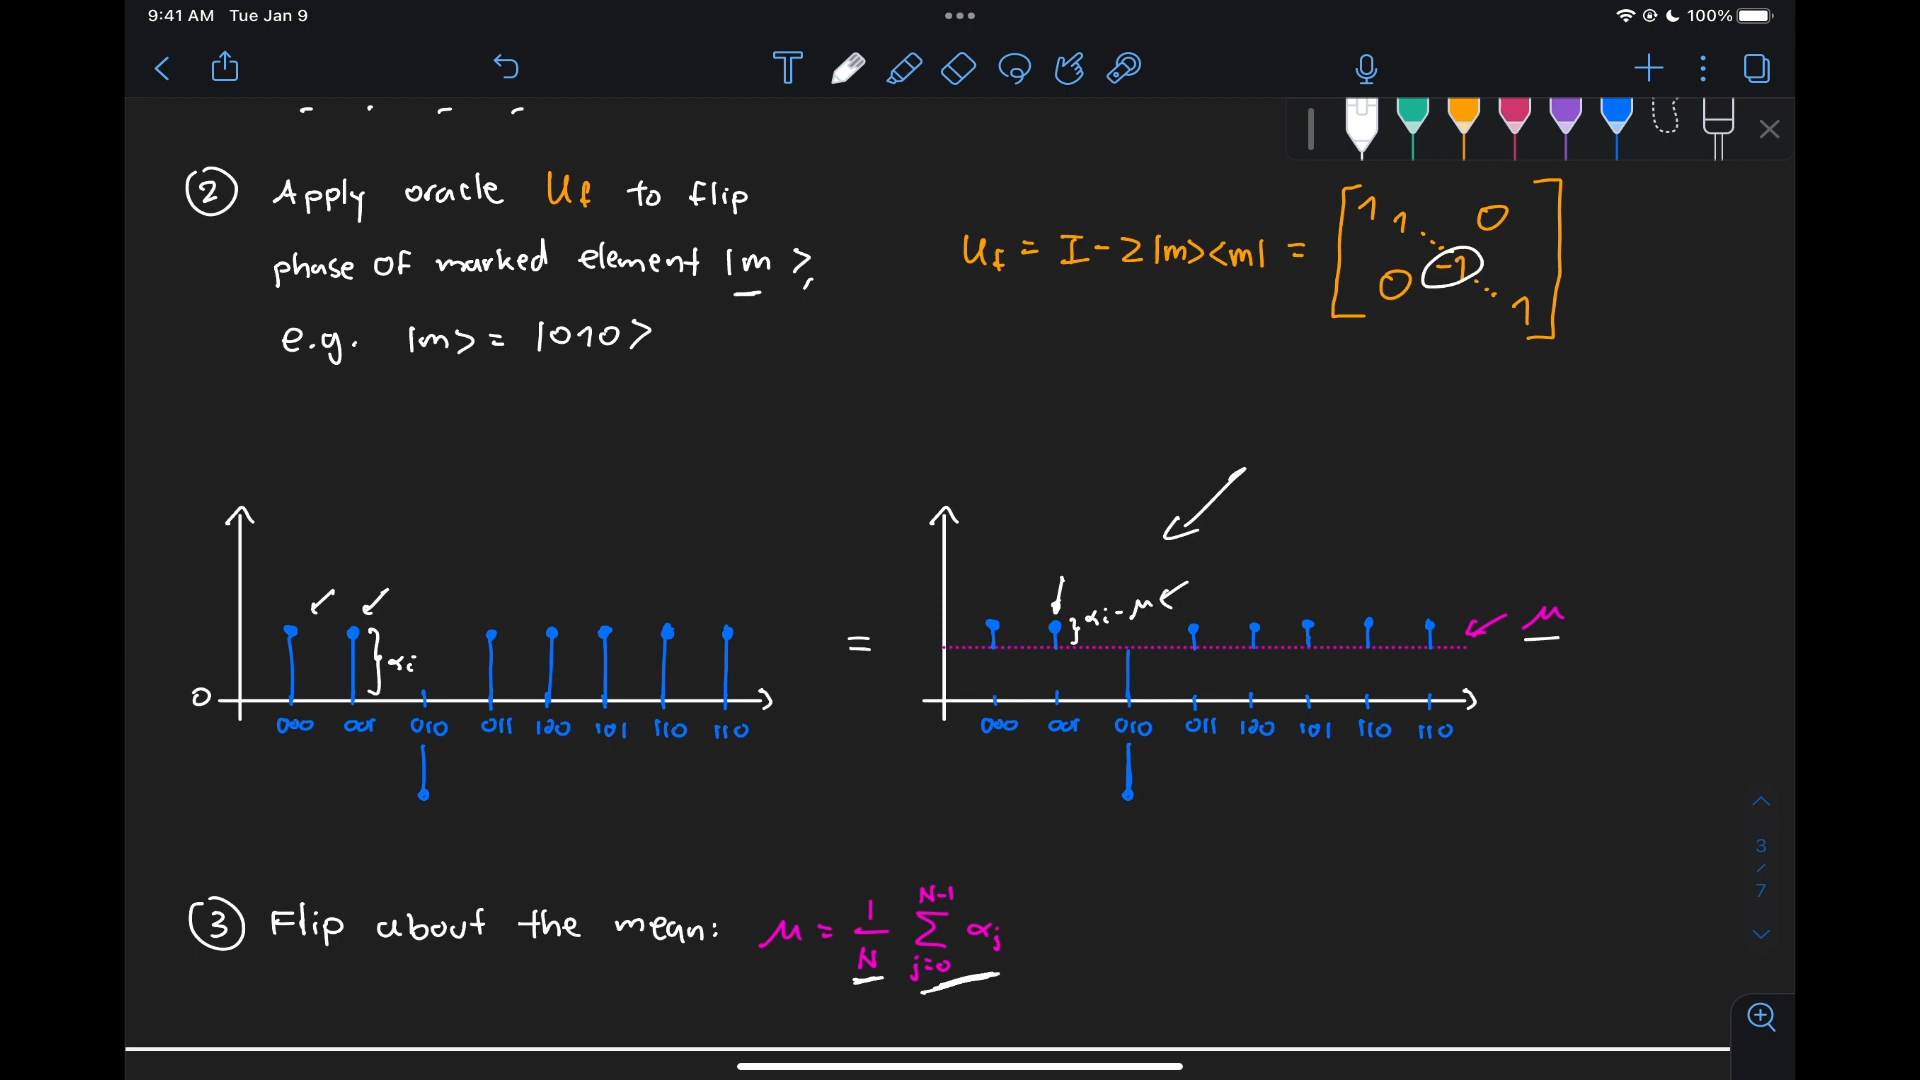 9:41 AM Tue Jan 9
100%
② Apply oracle U_f to flip
phase of marked element |m>,
e.g. |m> = |010>
U_f = I - 2|m><m| = [1 1 ⋱ 0 0 -1 ⋱ 1]
0
α_i
000 001 010 011 100 101 110 110
=
α_i - μ
μ
000 001 010 011 100 101 110 110
③ Flip about the mean: μ = 1/N ∑_{j=0}^{N-1} α_j
3
/
7